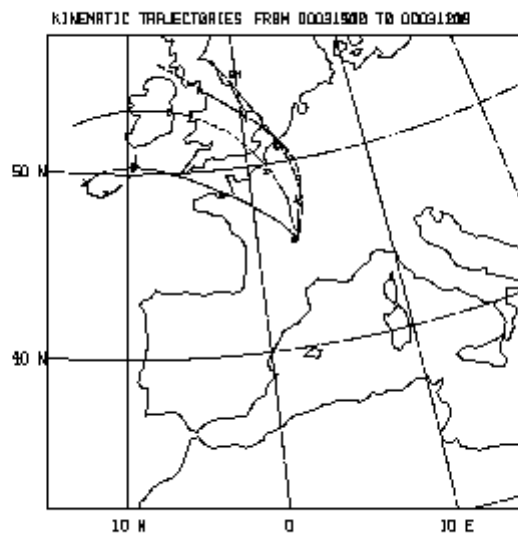 KINEMATIC TRAJECTORIES FROM 00031500 TO 00031200
50 N
40 N
10 W
0
10 E